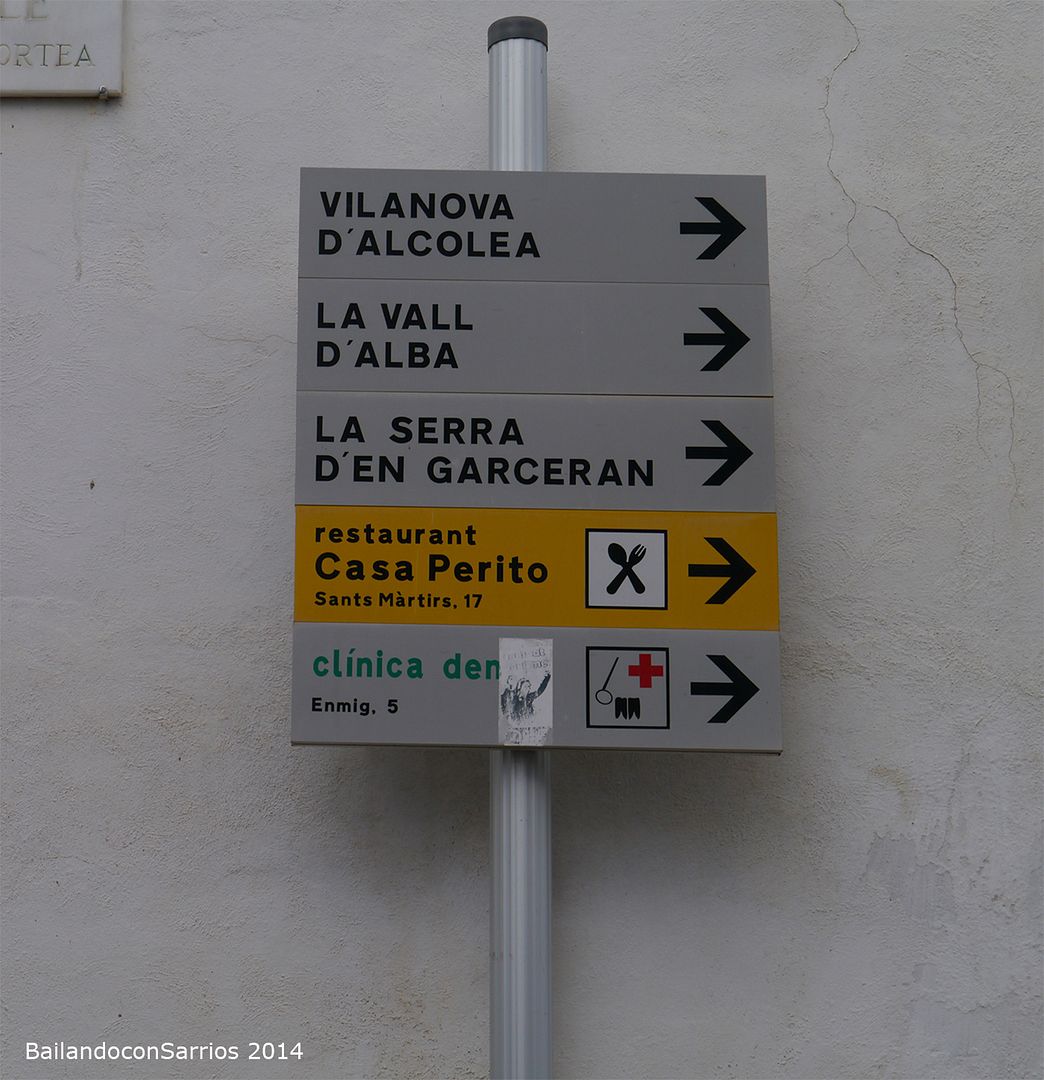 ORTEA
VILANOVA
D´ALCOLEA
LA VALL
D´ALBA
LA SERRA
D´EN GARCERAN
restaurant
Casa Perito
Sants Màrtirs, 17
clínica den
Enmig, 5
BailandoconSarrios 2014